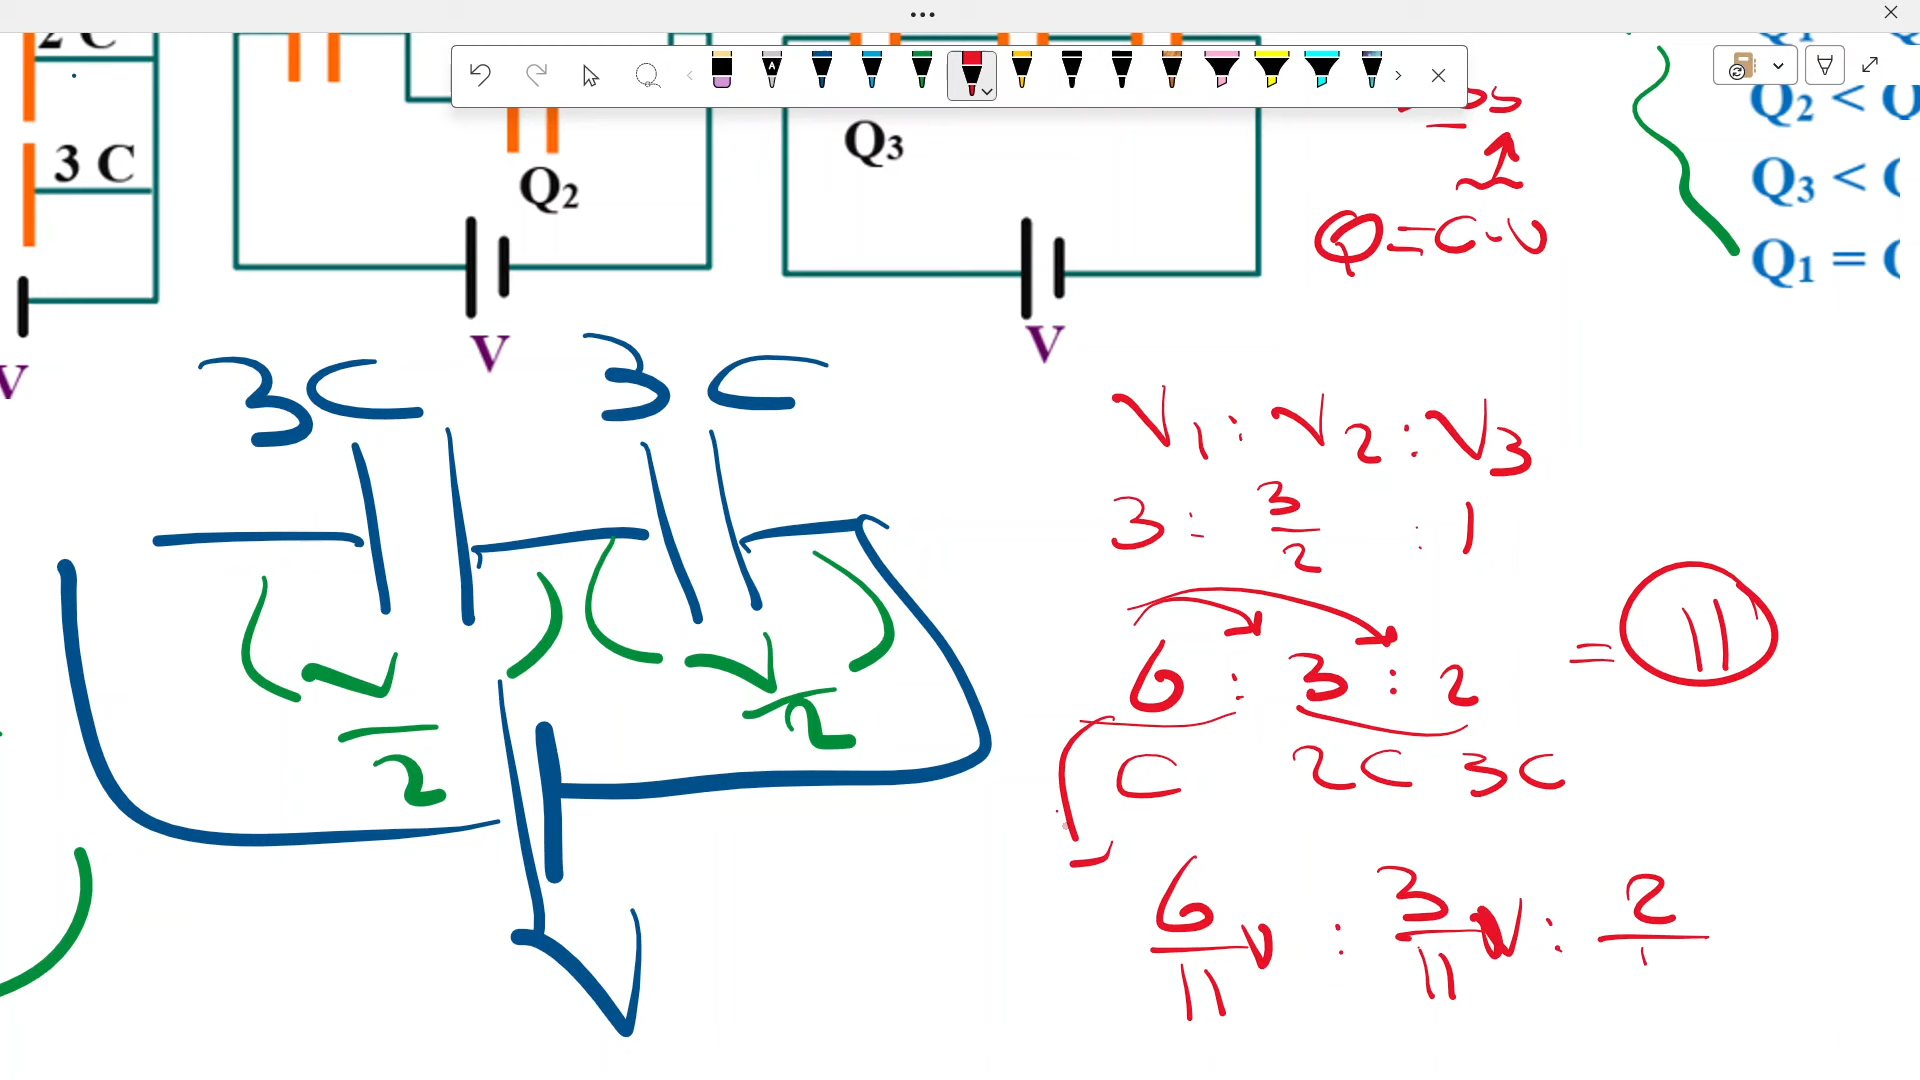 2 C
3 C
V
Q2
V
Q3
V
Q = C · V
Q2 < Q
Q3 <
Q1 =
3C 3C
V/2 V/2
V
V1 : V2 : V3
3 : 3/2 : 1
6 : 3 : 2 = 11
C 2C 3C
6/11 V : 3/11 V : 2/